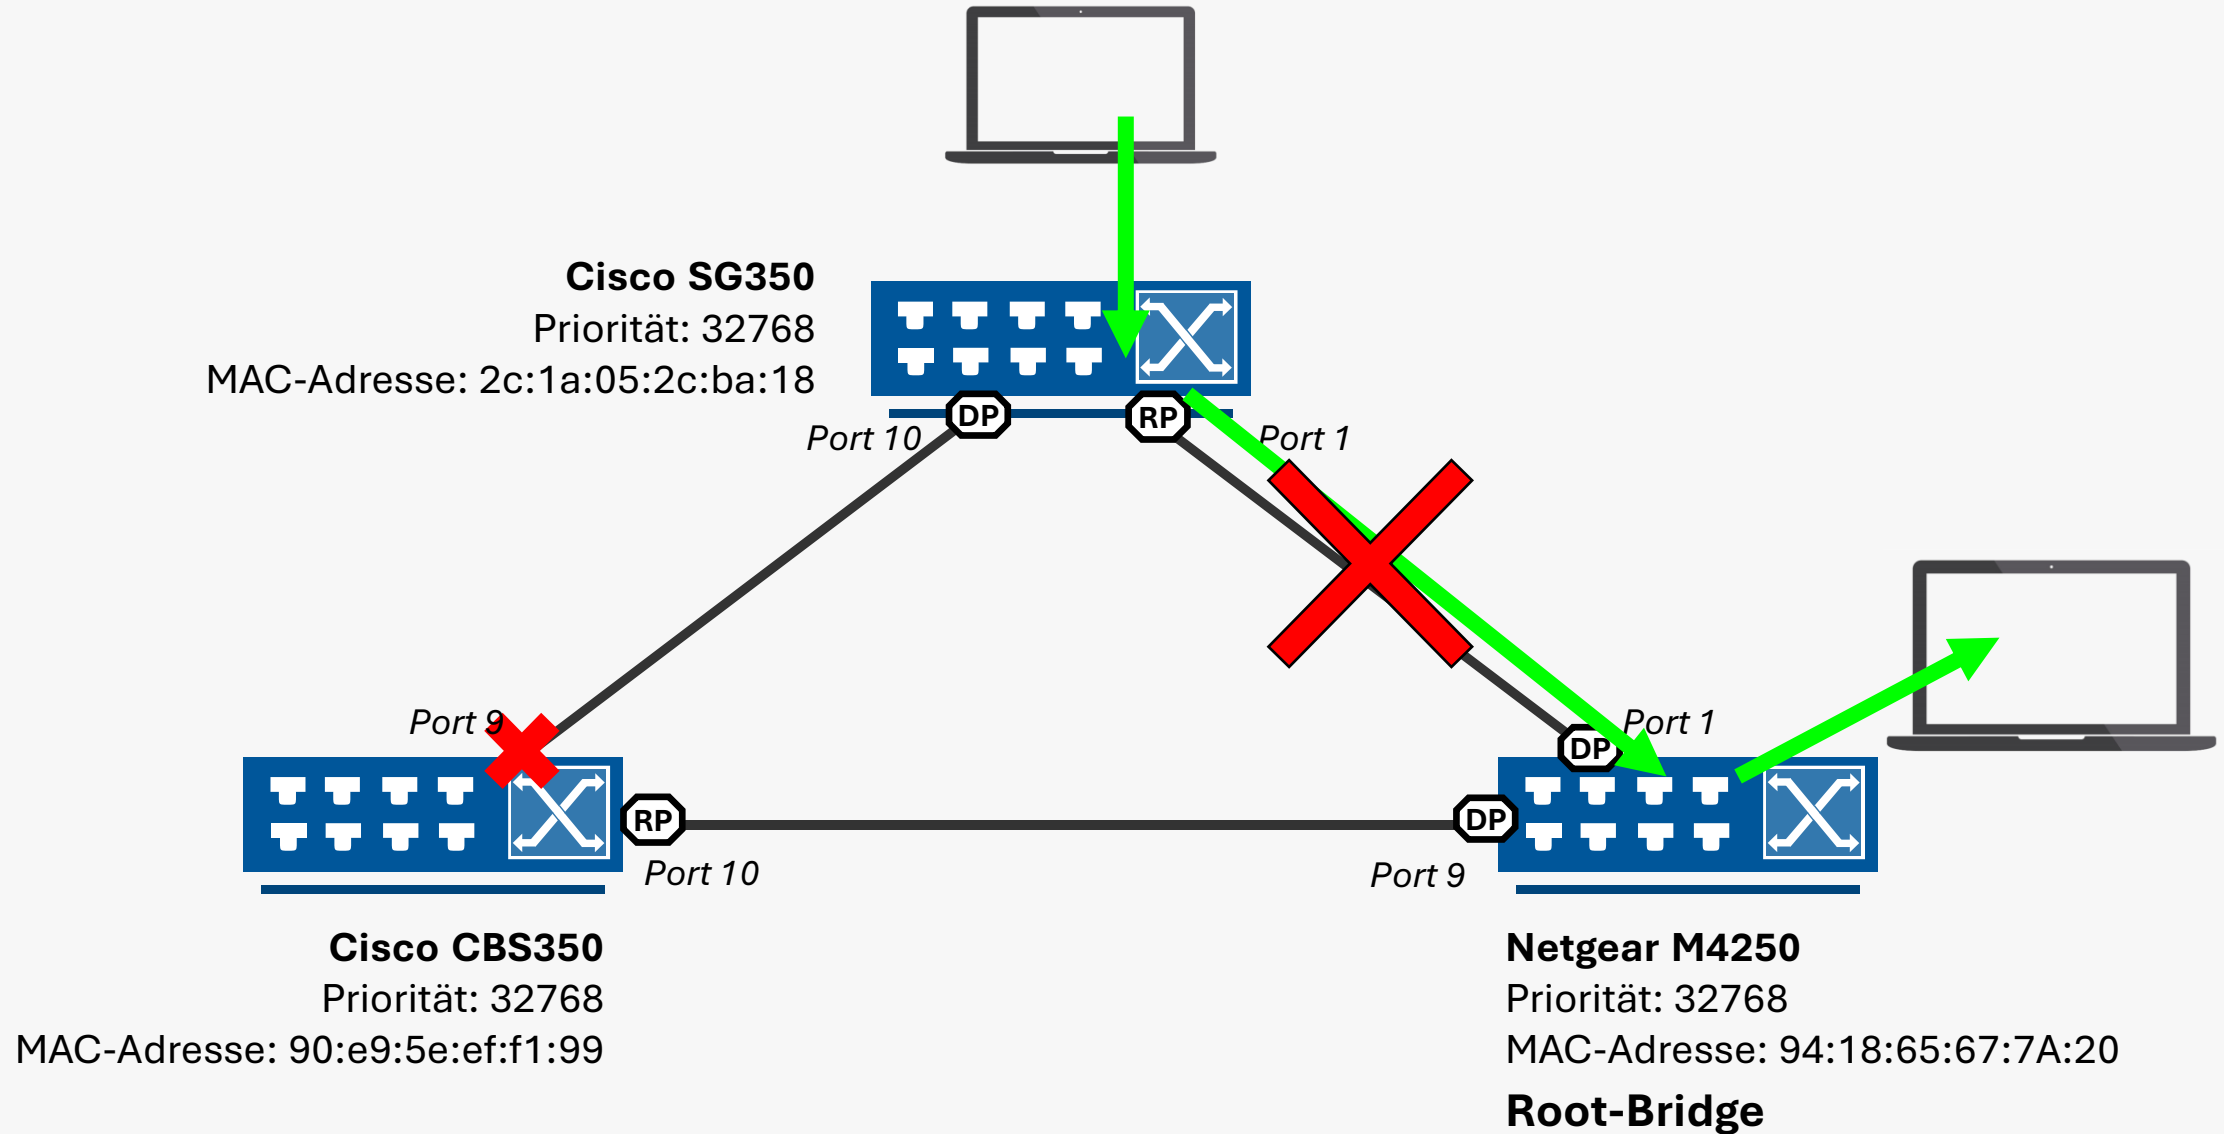 Cisco SG350
Priorität: 32768
MAC-Adresse: 2c:1a:05:2c:ba:18
DP
RP
Port 10
Port 1
Port 9
Port 1
DP
RP
DP
Port 10
Port 9
Cisco CBS350
Priorität: 32768
MAC-Adresse: 90:e9:5e:ef:f1:99
Netgear M4250
Priorität: 32768
MAC-Adresse: 94:18:65:67:7A:20
Root-Bridge